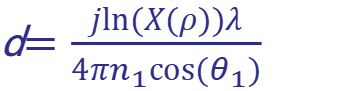 d= jln(X(ρ))λ / 4πn₁cos(θ₁)